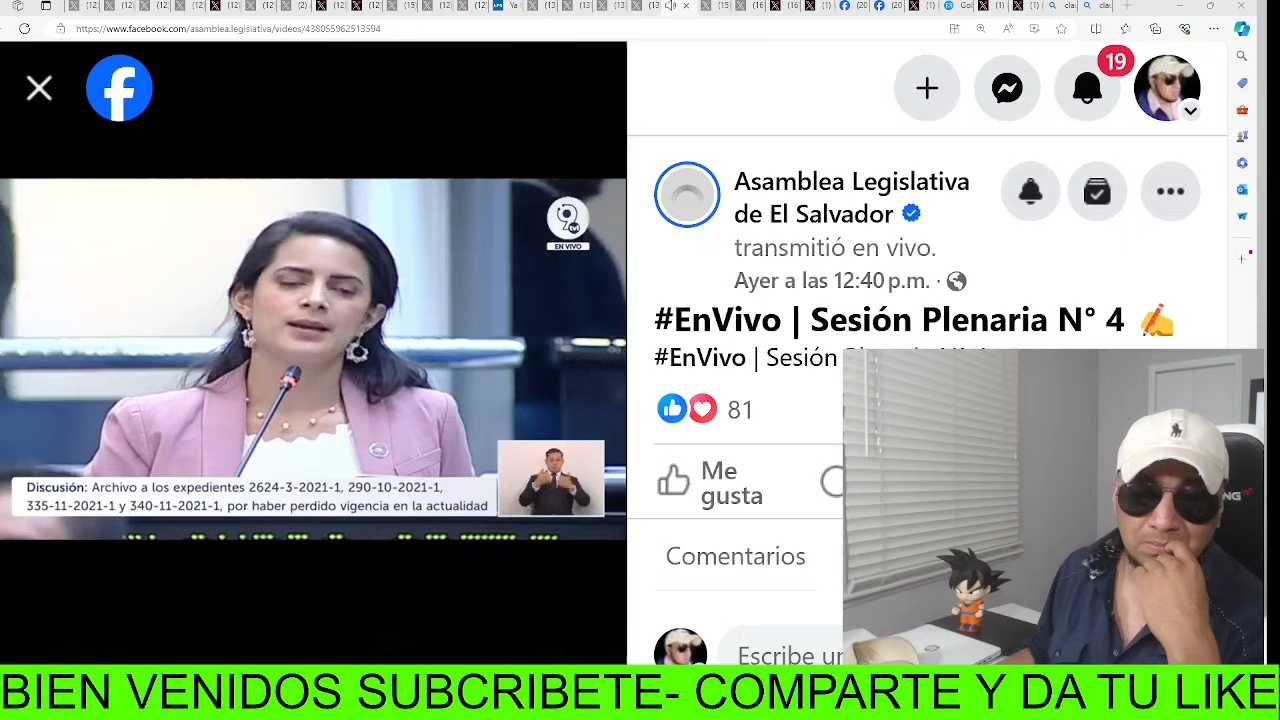 https://www.facebook.com/asamblea.legislativa/videos/438055962513594
19
Asamblea Legislativa
de El Salvador
transmitió en vivo.
Ayer a las 12:40 p.m. ·
#EnVivo | Sesión Plenaria N° 4 ✍
#EnVivo | Sesión
81
Me
gusta
Comentarios
Escribe un
EN VIVO
Discusión: Archivo a los expedientes 2624-3-2021-1, 290-10-2021-1,
335-11-2021-1 y 340-11-2021-1, por haber perdido vigencia en la actualidad
BIEN VENIDOS SUBCRIBETE- COMPARTE Y DA TU LIKE